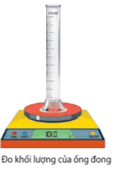 Đo khối lượng của ống đong